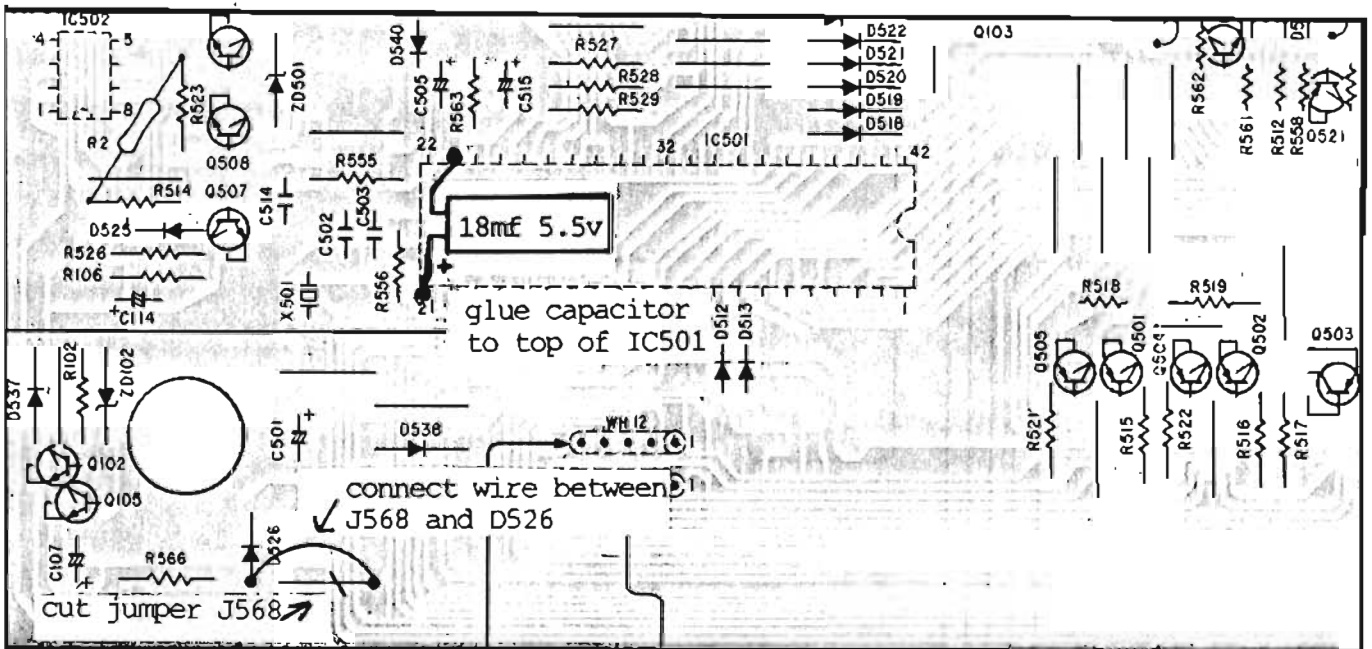 IC502
D540
R527
D522
Q103
4
5
D521
R528
D520
R523
ZD501
C505
R563
C515
R562
1
8
R529
D519
R561
R512
R558
Q521
R2
D518
Q508
22
32
IC501
42
R555
R514
Q507
C514
C503
C502
18mf 5.5v
D525
R526
R106
R556
+
X501
+
C114
R518
R519
glue capacitor
to top of IC501
D512
D513
Q505
Q501
Q502
Q503
D537
R102
ZD102
C501
+
D538
WH12
1
R521
R515
R522
R516
R517
Q102
Q105
1
connect wire between
J568 and D526
D526
C107
+
R566
cut jumper J568